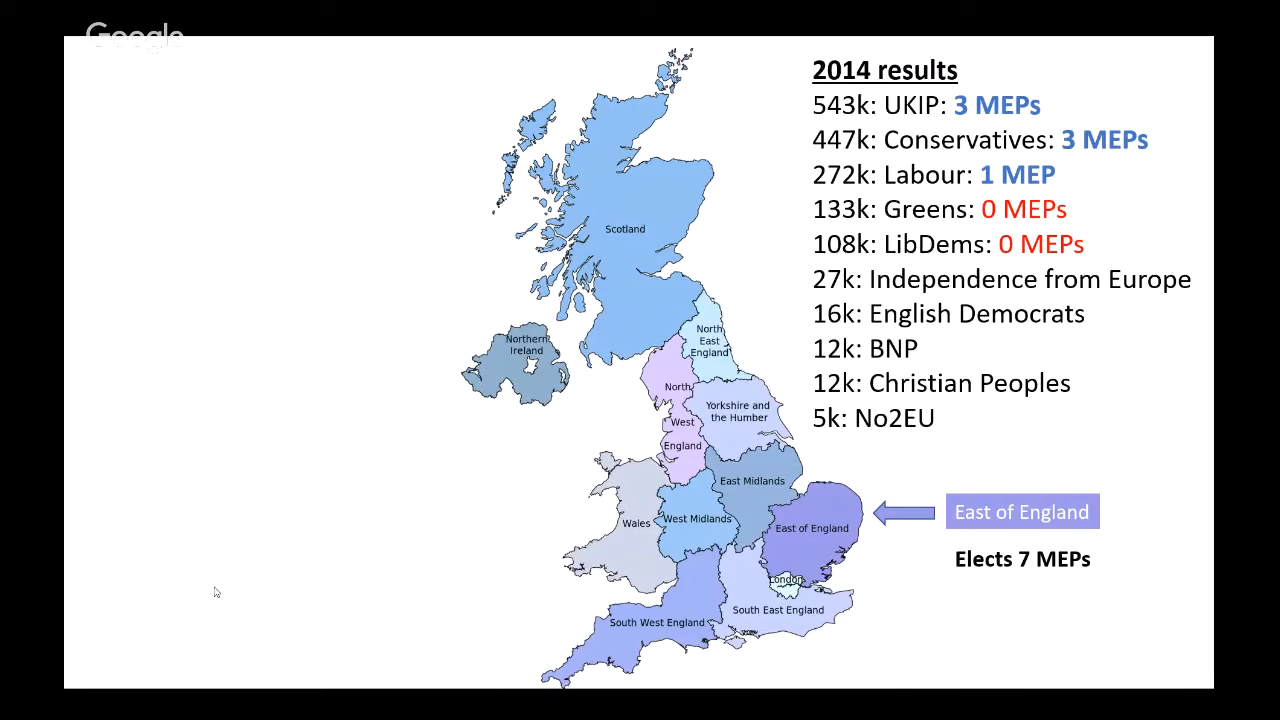 Google
2014 results
543k: UKIP: 3 MEPs
447k: Conservatives: 3 MEPs
272k: Labour: 1 MEP
133k: Greens: 0 MEPs
108k: LibDems: 0 MEPs
27k: Independence from Europe
16k: English Democrats
12k: BNP
12k: Christian Peoples
5k: No2EU
Scotland
Northern
Ireland
North
East
England
North
West
England
Yorkshire and
the Humber
East Midlands
West Midlands
Wales
East of England
London
South East England
South West England
East of England
Elects 7 MEPs